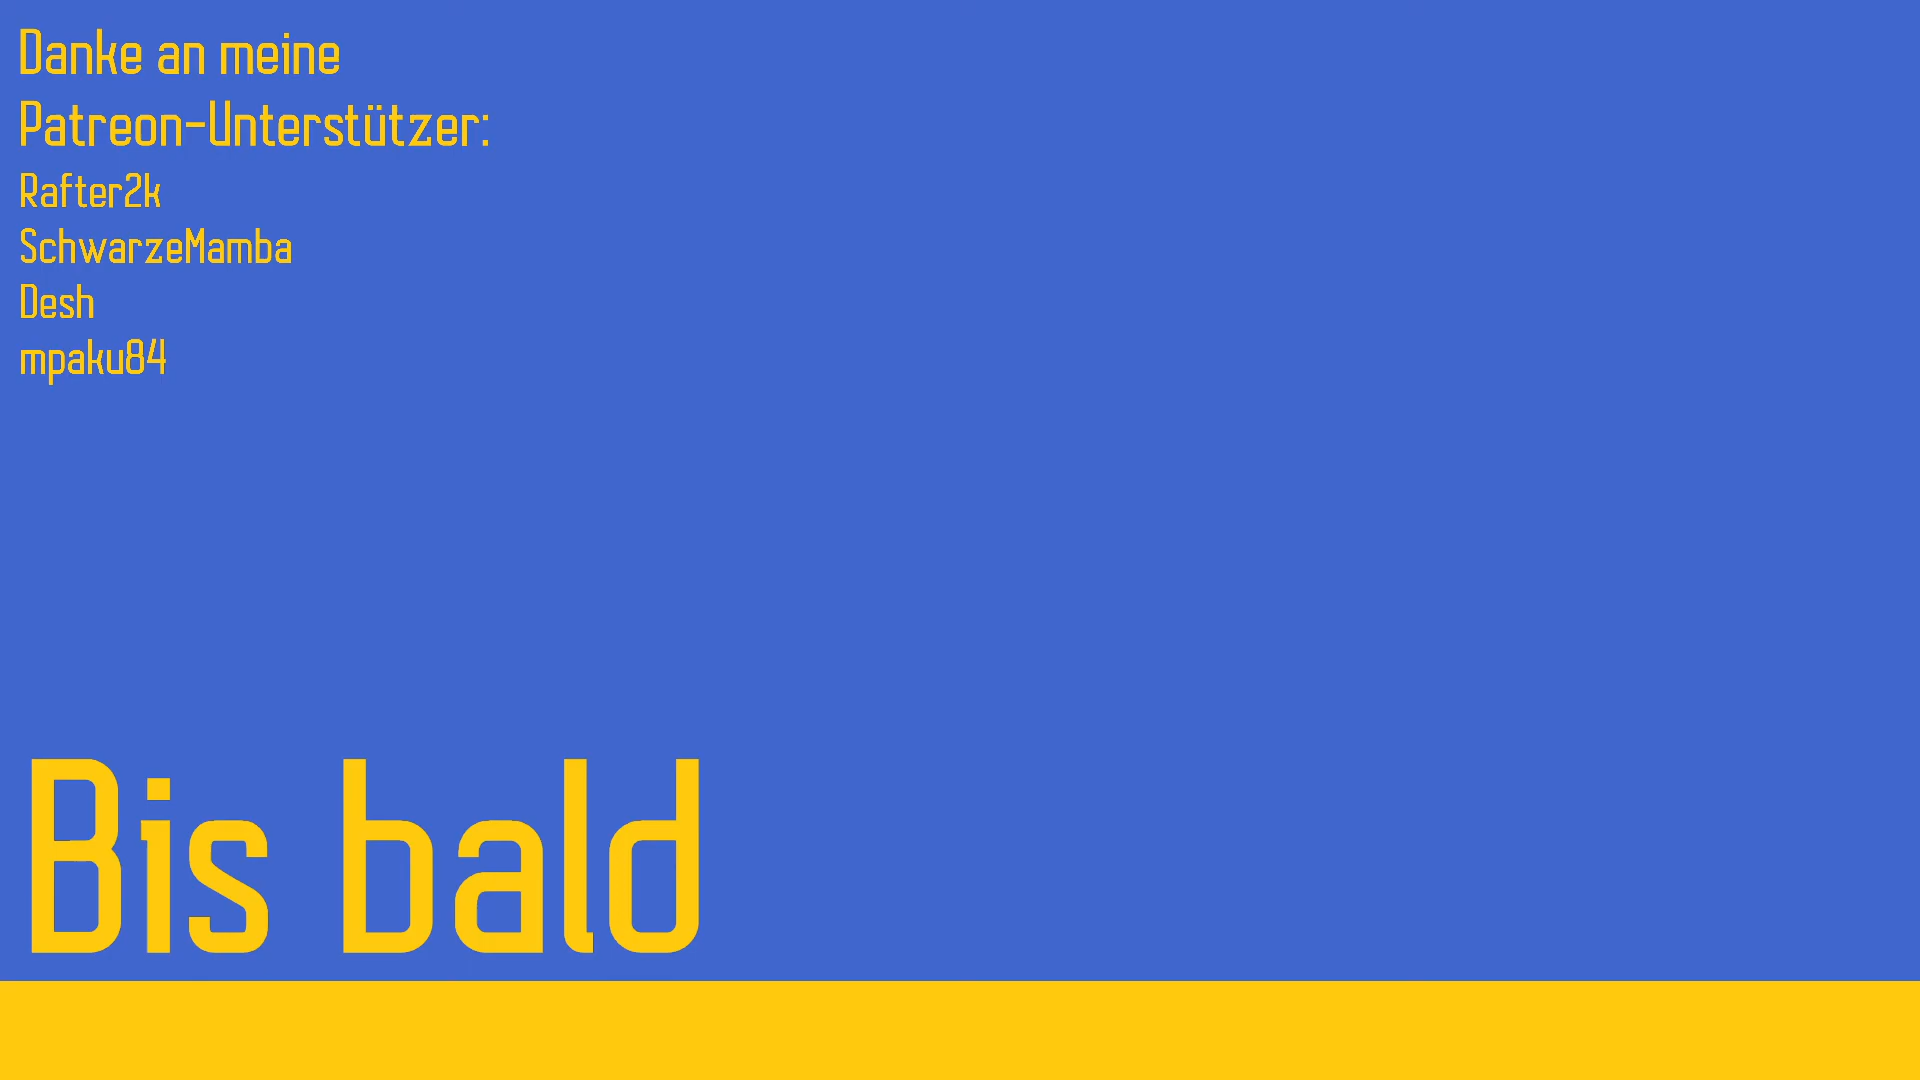 Danke an meine
Patreon-Unterstützer:
Rafter2k
SchwarzeMamba
Desh
mpaku84
Bis bald